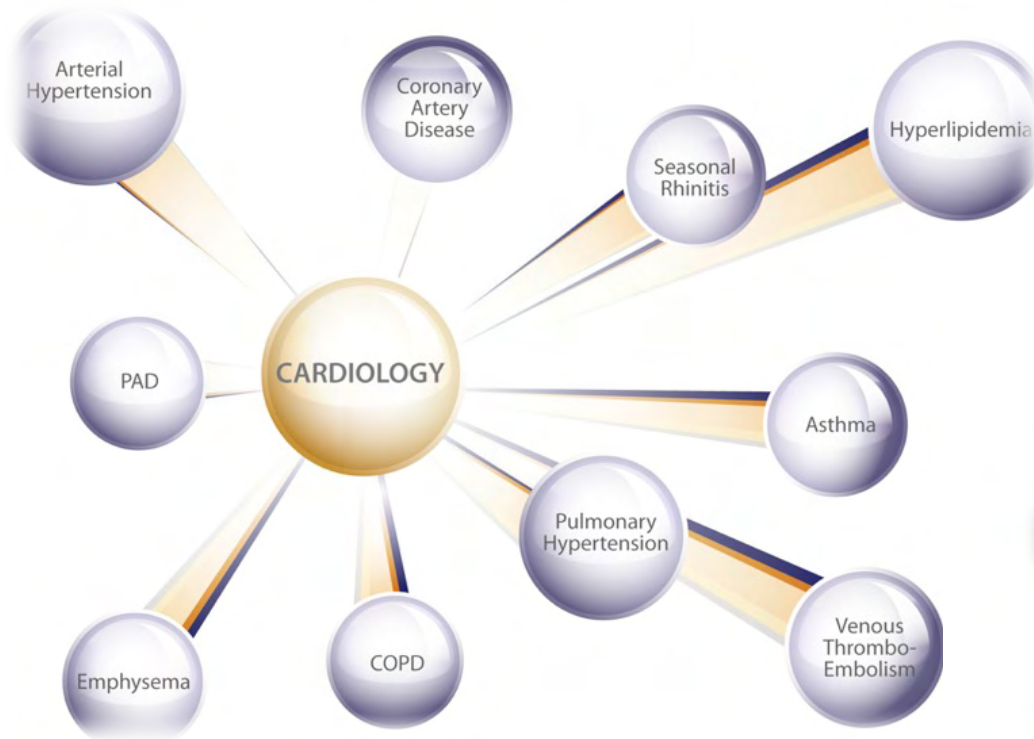 Arterial
Hypertension
Coronary
Artery
Disease
Seasonal
Rhinitis
Hyperlipidemia
PAD
CARDIOLOGY
Asthma
Pulmonary
Hypertension
Emphysema
COPD
Venous
Thrombo-
Embolism